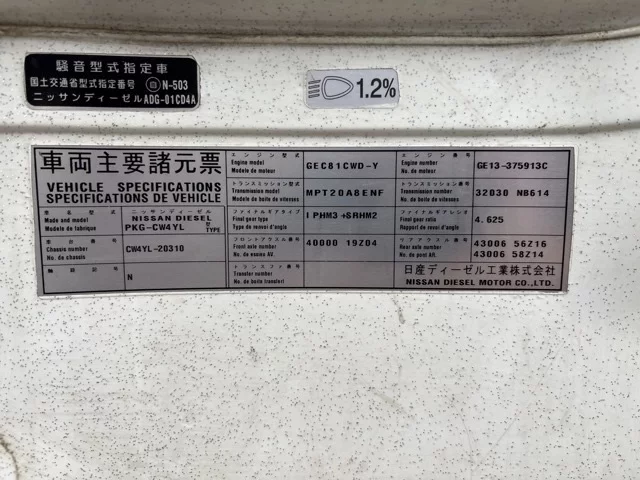 騒音型式指定車
国土交通省型式指定番号 N-503
ニッサンディーゼル ADG-01CD4A
1.2%
車両主要諸元票
VEHICLE SPECIFICATIONS
SPECIFICATIONS DE VEHICLE
車名型式 ニッサンディーゼル 型
Make and model NISSAN DIESEL
Modele de fabrique PKG-CW4YL TYPE
車台番号
Chassis number CW4YL-20310
No. de chassis
N
エンジン型式
Engine model GEC81CWD-Y
Modele de moteur
トランスミッション型式
Transmission model MPT20A8ENF
Modele de boite de vitesses
ファイナルギアタイプ
Final gear type I PHM3 +SRHM2
Type de renvoi d'angle
フロントアクスル番号
Front axle number 40000 19Z04
No. de essieu AV.
トランスファ番号
Transfer number
No. de boite transfert
エンジン番号
Engine number GE13-375913C
No. de moteur
トランスミッション番号
Transmission number 32030 NB614
No. de boite de vitesses
ファイナルギアレシオ
Final gear ratio 4.625
Rapport de renvoi d'angle
リアアクスル番号 43006 56Z16
Rear axle number
No. de pont AR. 43006 58Z14
日産ディーゼル工業株式会社
NISSAN DIESEL MOTOR CO.,LTD.